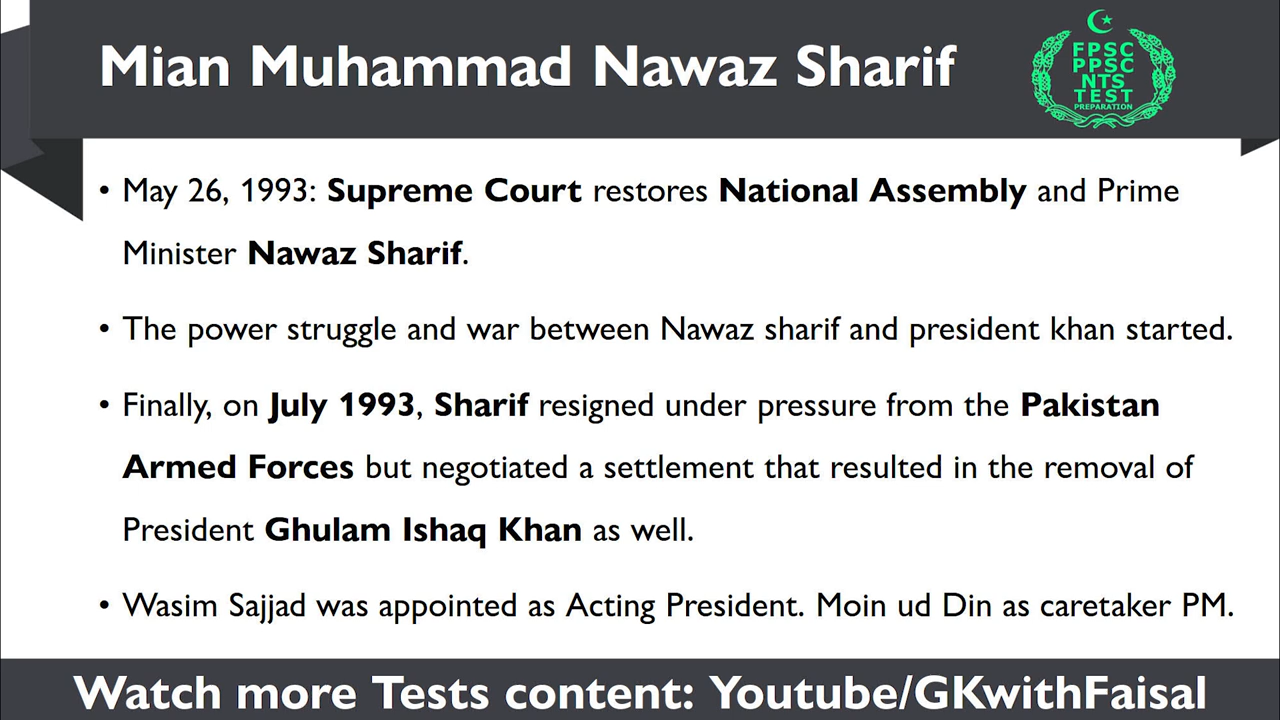 Mian Muhammad Nawaz Sharif
FPSC
PPSC
NTS
TEST
PREPARATION
• May 26, 1993: Supreme Court restores National Assembly and Prime
Minister Nawaz Sharif.
• The power struggle and war between Nawaz sharif and president khan started.
• Finally, on July 1993, Sharif resigned under pressure from the Pakistan
Armed Forces but negotiated a settlement that resulted in the removal of
President Ghulam Ishaq Khan as well.
• Wasim Sajjad was appointed as Acting President. Moin ud Din as caretaker PM.
Watch more Tests content: Youtube/GKwithFaisal